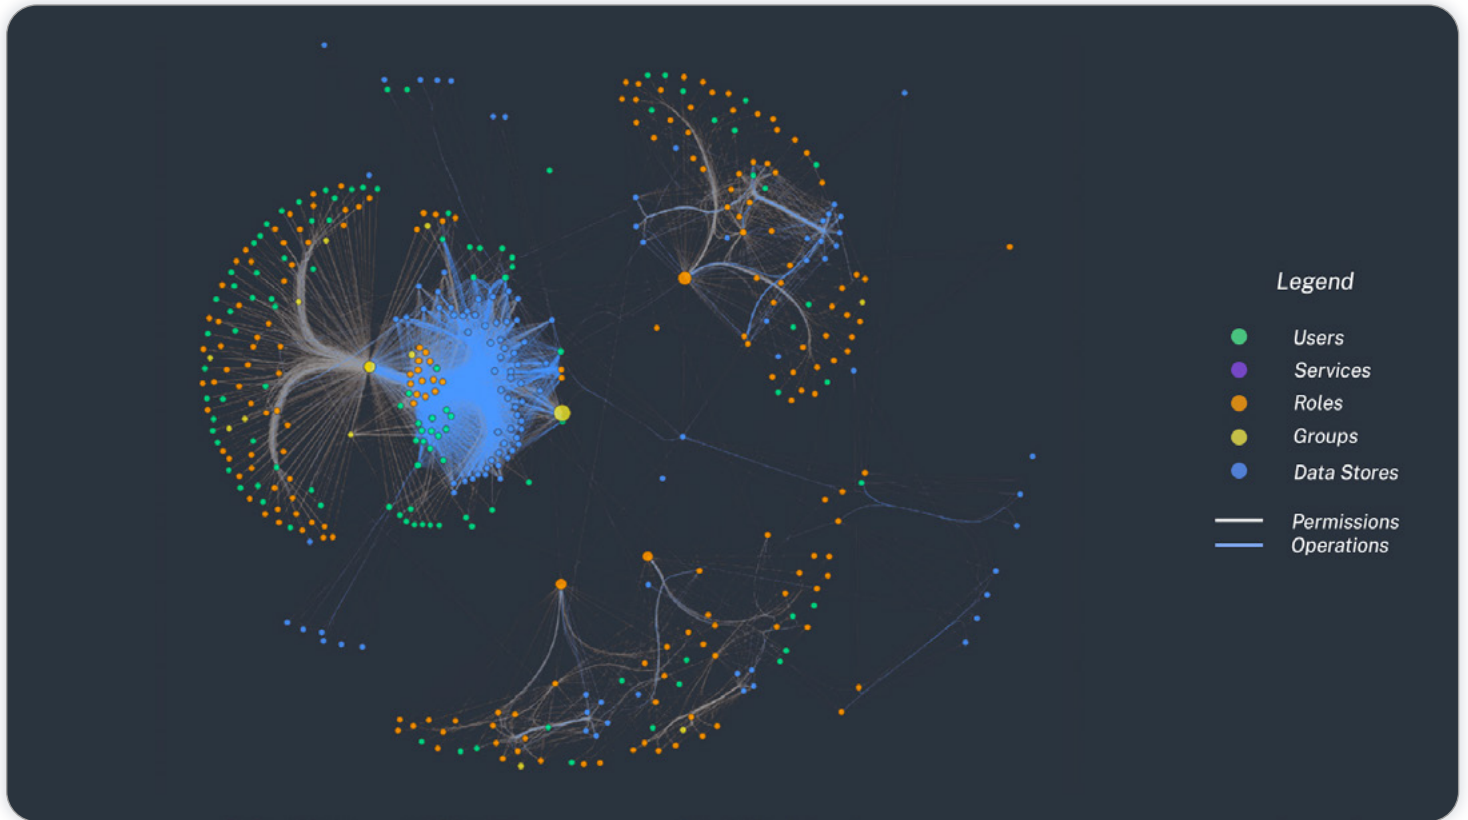 Legend
Users
Services
Roles
Groups
Data Stores
Permissions
Operations